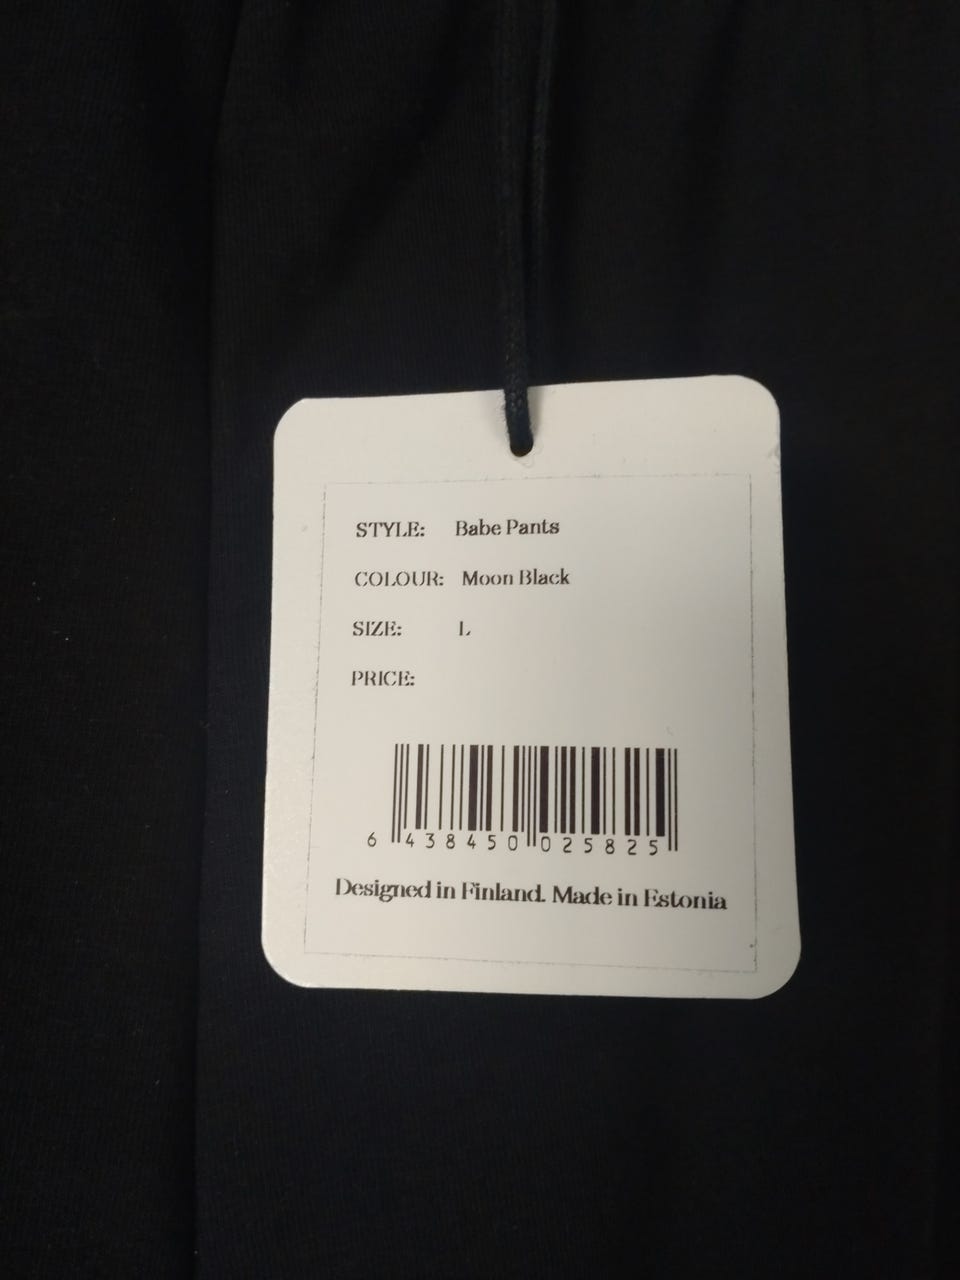 STYLE: Babe Pants
COLOUR: Moon Black
SIZE: L
PRICE:
6 438450 025825
Designed in Finland. Made in Estonia